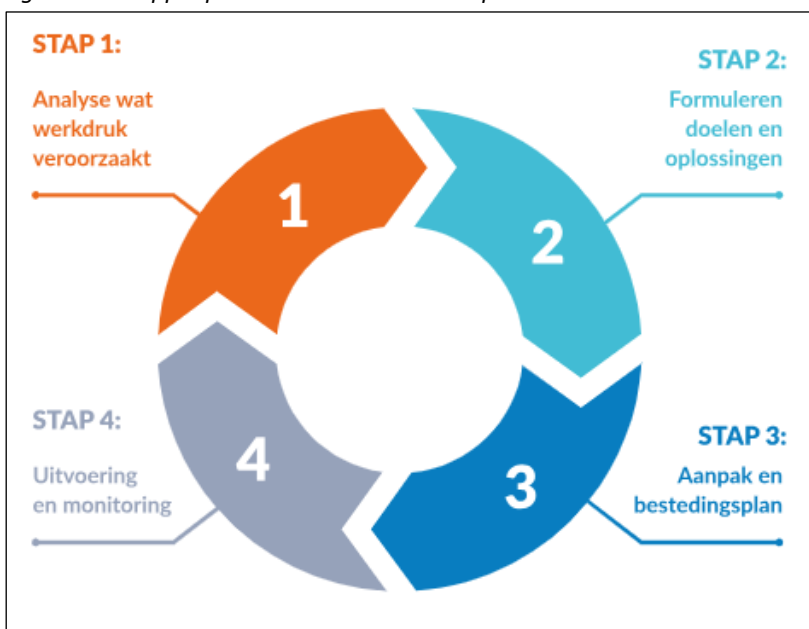 STAP 1:
Analyse wat
werkdruk
veroorzaakt
STAP 2:
Formuleren
doelen en
oplossingen
1
2
STAP 4:
Uitvoering
en monitoring
4
3
STAP 3:
Aanpak en
bestedingsplan